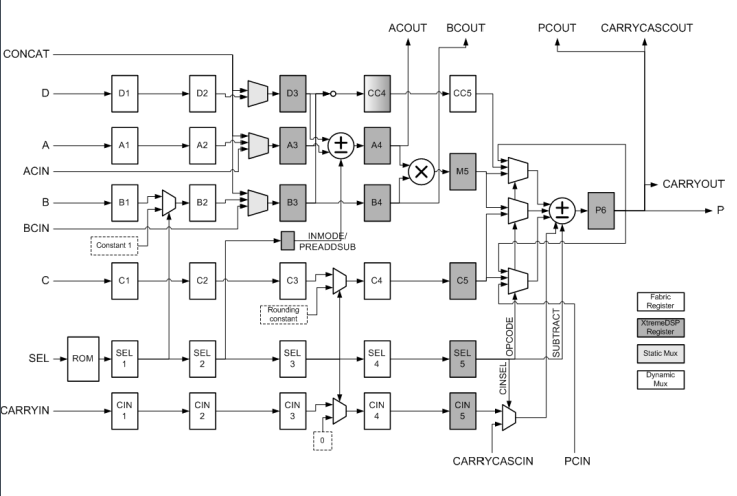 ACOUT BCOUT PCOUT CARRYCASCOUT
CONCAT
D D1 D2 D3 CC4 CC5
A A1 A2 A3 ± A4
ACIN
× M5
B B1 B2 B3 B4
± P6
CARRYOUT
P
BCIN
Constant 1
INMODE/
PREADDSUB
C C1 C2 C3 C4 C5
Rounding
constant
Fabric
Register
XtremeDSP
Register
Static Mux
Dynamic
Mux
CINSEL
OPCODE
SUBTRACT
SEL ROM SEL
1
SEL
2
SEL
3
SEL
4
SEL
5
CARRYIN CIN
1
CIN
2
CIN
3
CIN
4
CIN
5
0
CARRYCASCIN PCIN